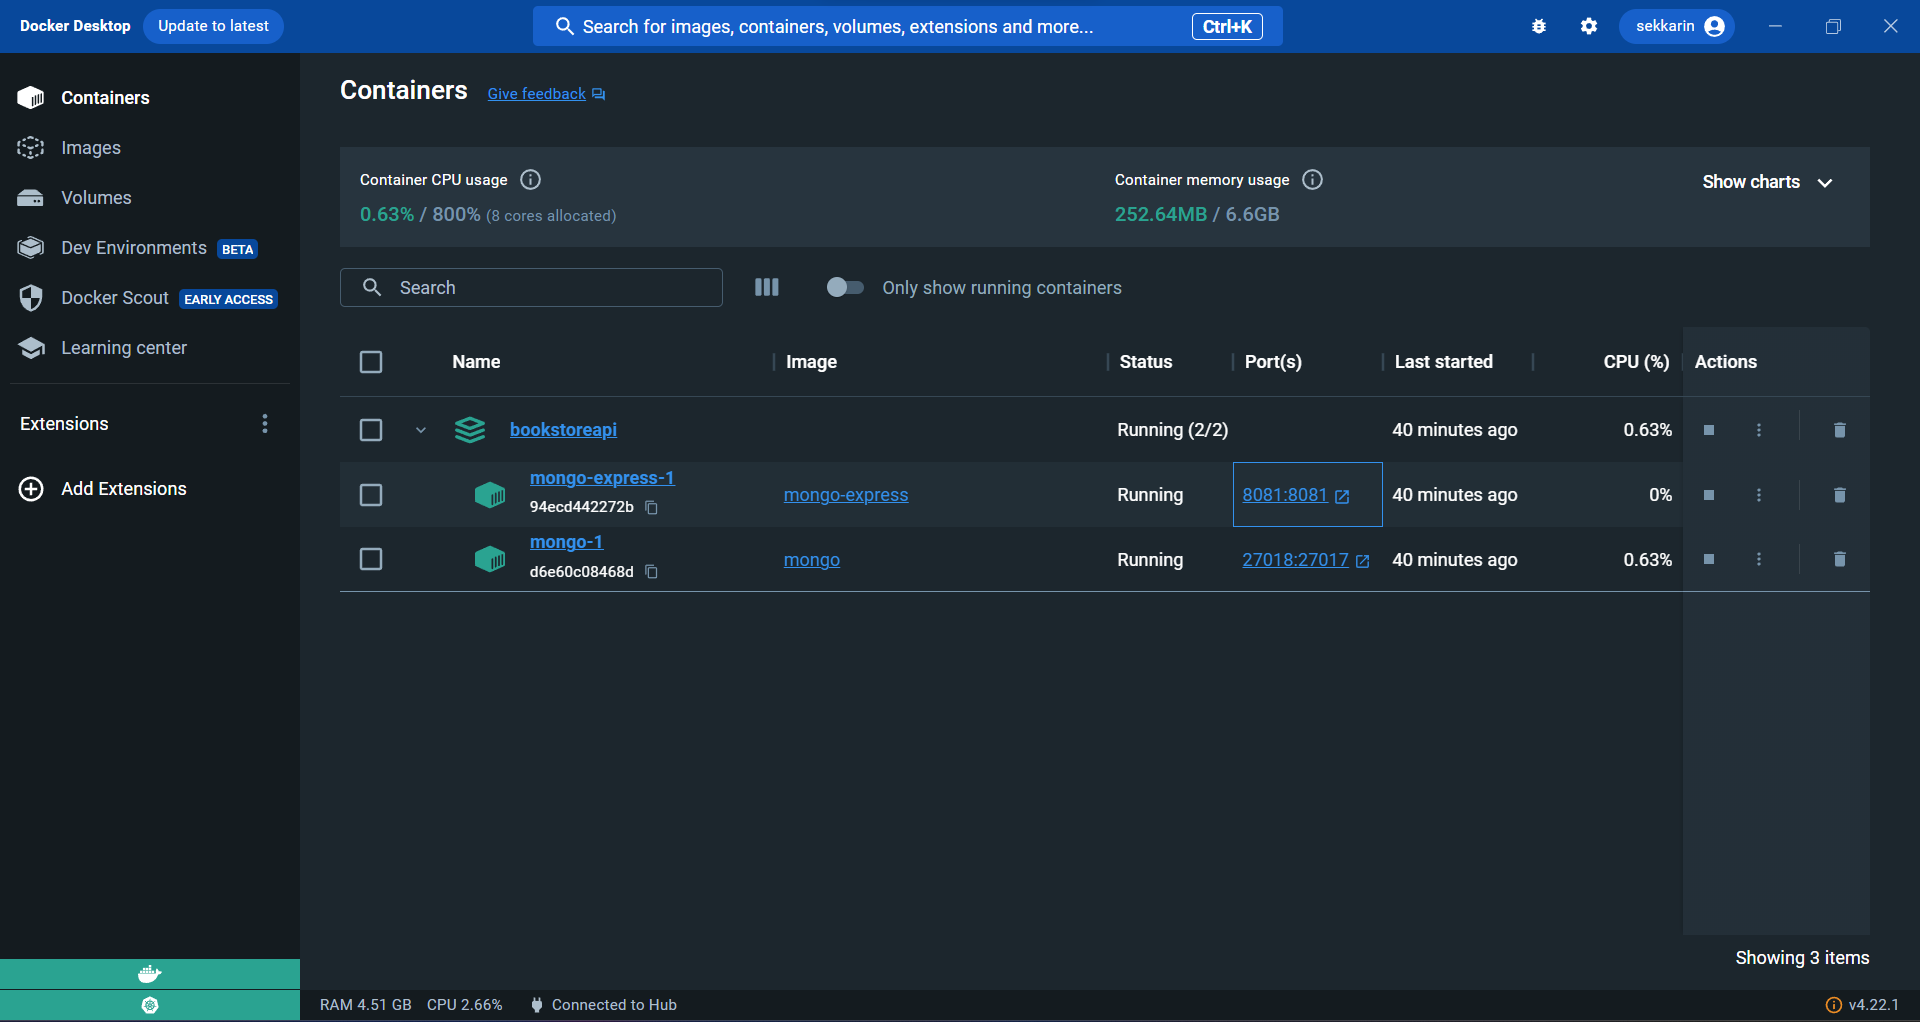 Docker Desktop Update to latest Search for images, containers, volumes, extensions and more... Ctrl+K sekkarin
Containers
Images
Volumes
Dev Environments BETA
Docker Scout EARLY ACCESS
Learning center
Extensions
Add Extensions
Containers Give feedback
Container CPU usage
0.63% / 800% (8 cores allocated)
Container memory usage
252.64MB / 6.6GB
Show charts
Search
Only show running containers
Name Image Status Port(s) Last started CPU (%) Actions
bookstoreapi Running (2/2) 40 minutes ago 0.63%
mongo-express-1
94ecd442272b
mongo-express Running 8081:8081 40 minutes ago 0%
mongo-1
d6e60c08468d
mongo Running 27018:27017 40 minutes ago 0.63%
Showing 3 items
RAM 4.51 GB CPU 2.66% Connected to Hub v4.22.1